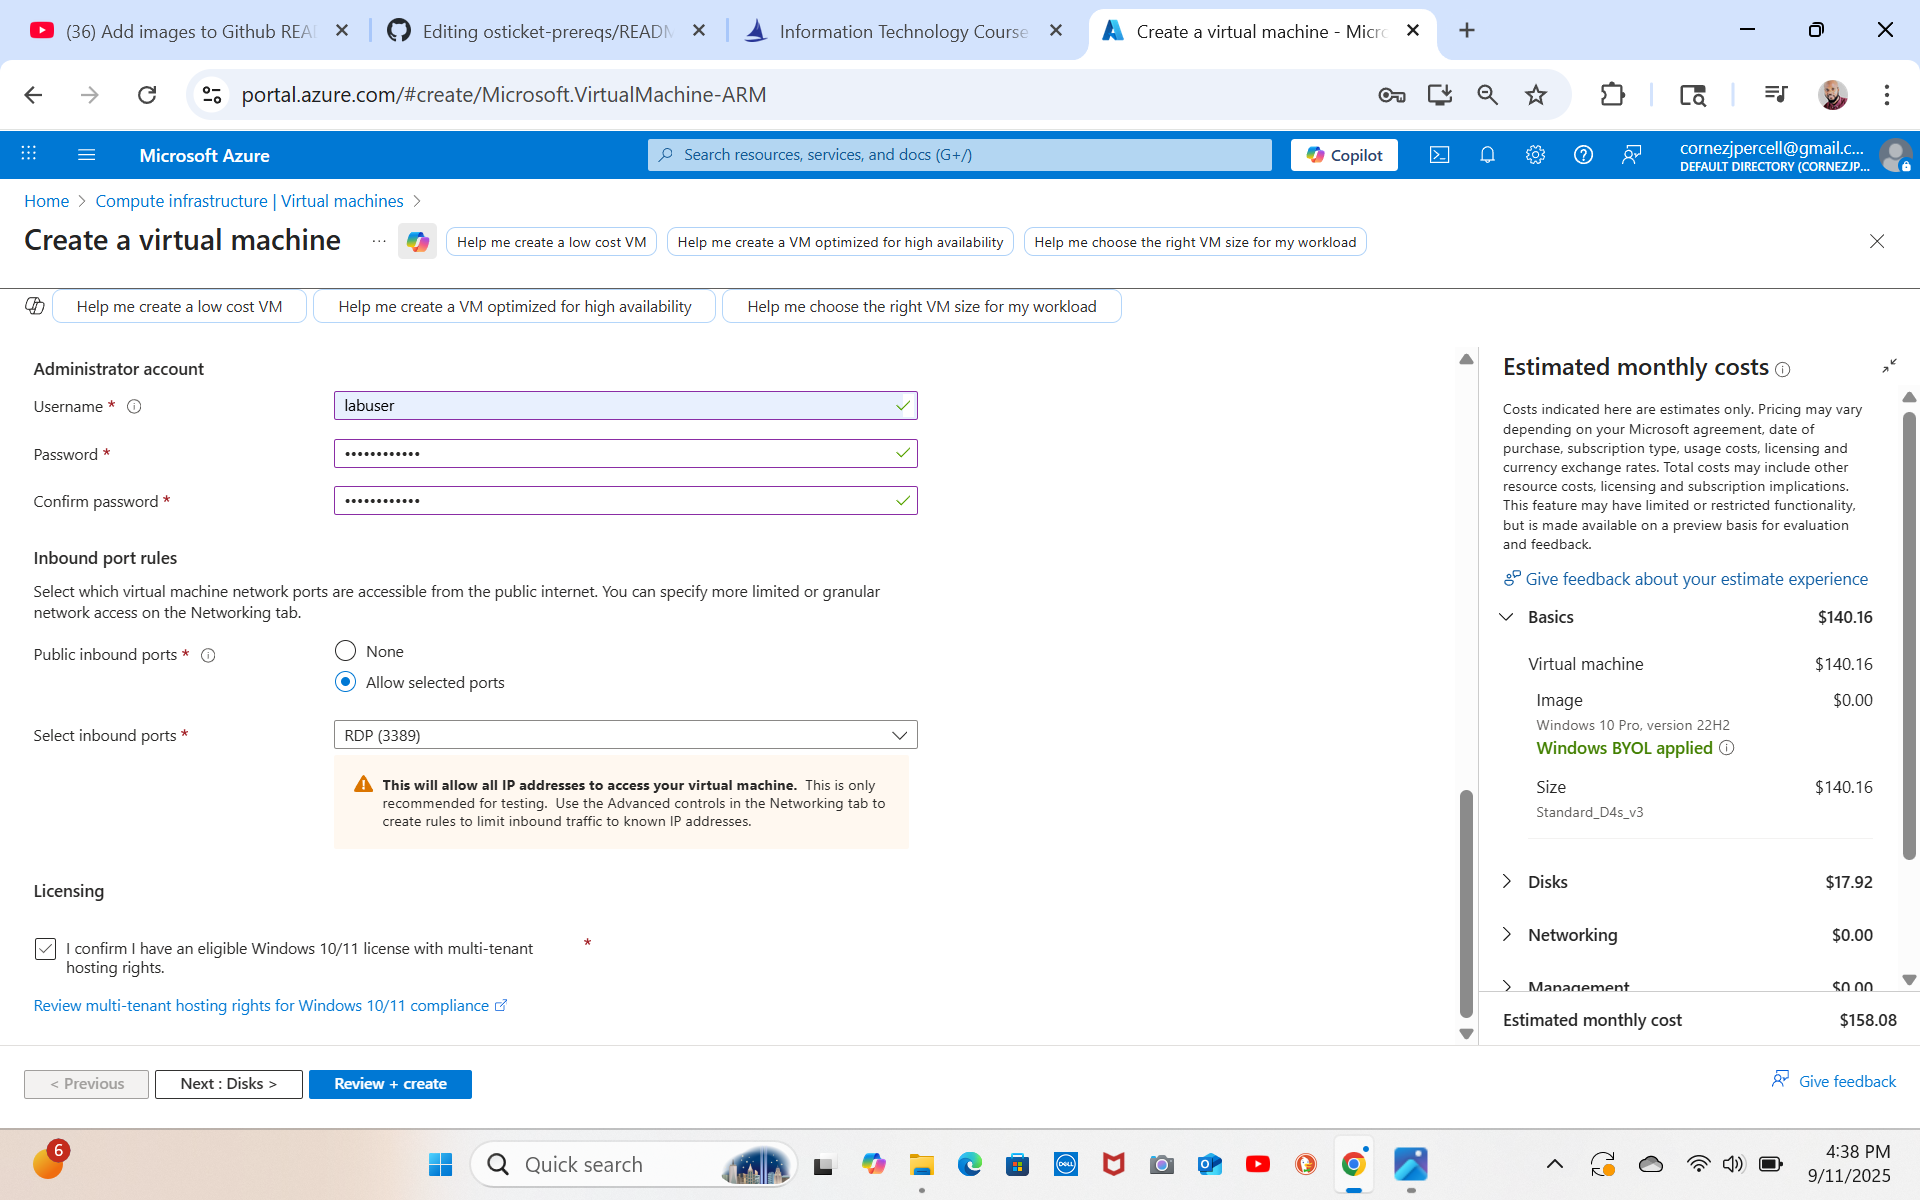 (36) Add images to Github REA
Editing osticket-prereqs/READM
Information Technology Course
Create a virtual machine - Micro
portal.azure.com/#create/Microsoft.VirtualMachine-ARM
Microsoft Azure
Search resources, services, and docs (G+/)
Copilot
cornezjpercell@gmail.c...
DEFAULT DIRECTORY (CORNEZJP...
Home > Compute infrastructure | Virtual machines >
Create a virtual machine ...
Help me create a low cost VM
Help me create a VM optimized for high availability
Help me choose the right VM size for my workload
Help me create a low cost VM
Help me create a VM optimized for high availability
Help me choose the right VM size for my workload
Administrator account
Username *
labuser
Password *
••••••••••••
Confirm password *
••••••••••••
Inbound port rules
Select which virtual machine network ports are accessible from the public internet. You can specify more limited or granular
network access on the Networking tab.
Public inbound ports *
None
Allow selected ports
Select inbound ports *
RDP (3389)
This will allow all IP addresses to access your virtual machine. This is only
recommended for testing. Use the Advanced controls in the Networking tab to
create rules to limit inbound traffic to known IP addresses.
Licensing
I confirm I have an eligible Windows 10/11 license with multi-tenant *
hosting rights.
Review multi-tenant hosting rights for Windows 10/11 compliance
Estimated monthly costs
Costs indicated here are estimates only. Pricing may vary
depending on your Microsoft agreement, date of
purchase, subscription type, usage costs, licensing and
currency exchange rates. Total costs may include other
resource costs, licensing and subscription implications.
This feature may have limited or restricted functionality,
but is made available on a preview basis for evaluation
and feedback.
Give feedback about your estimate experience
Basics $140.16
Virtual machine $140.16
Image $0.00
Windows 10 Pro, version 22H2
Windows BYOL applied
Size $140.16
Standard_D4s_v3
Disks $17.92
Networking $0.00
Management $0.00
Estimated monthly cost $158.08
< Previous
Next : Disks >
Review + create
Give feedback
6
Quick search
DELL
4:38 PM
9/11/2025